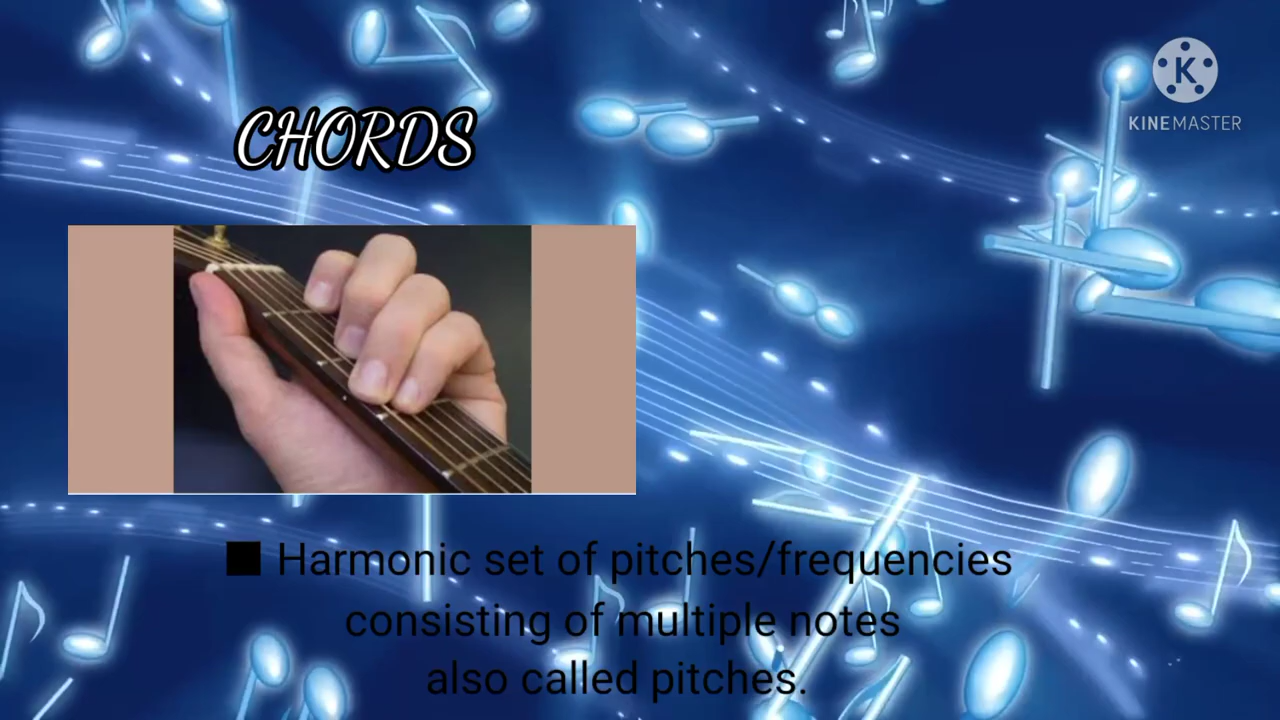 CHORDS
K
KINEMASTER
■ Harmonic set of pitches/frequencies
consisting of multiple notes
also called pitches.